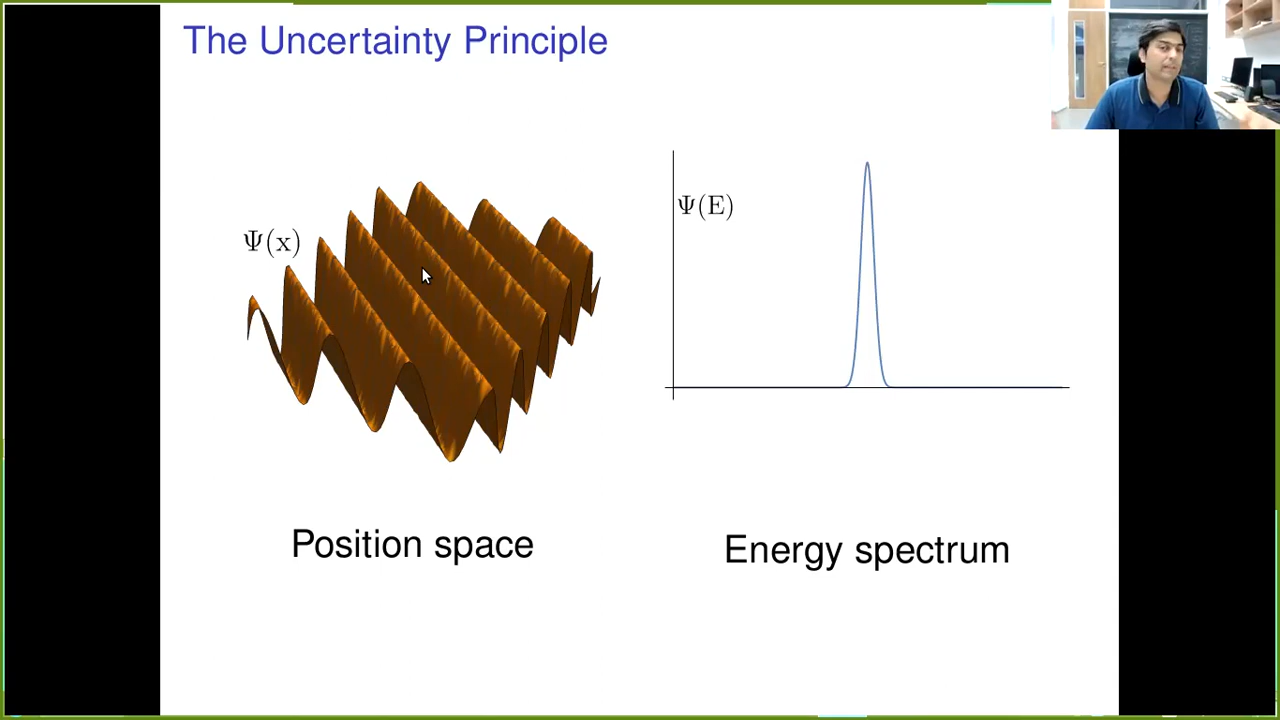 The Uncertainty Principle
Ψ(x)
Ψ(E)
Position space
Energy spectrum